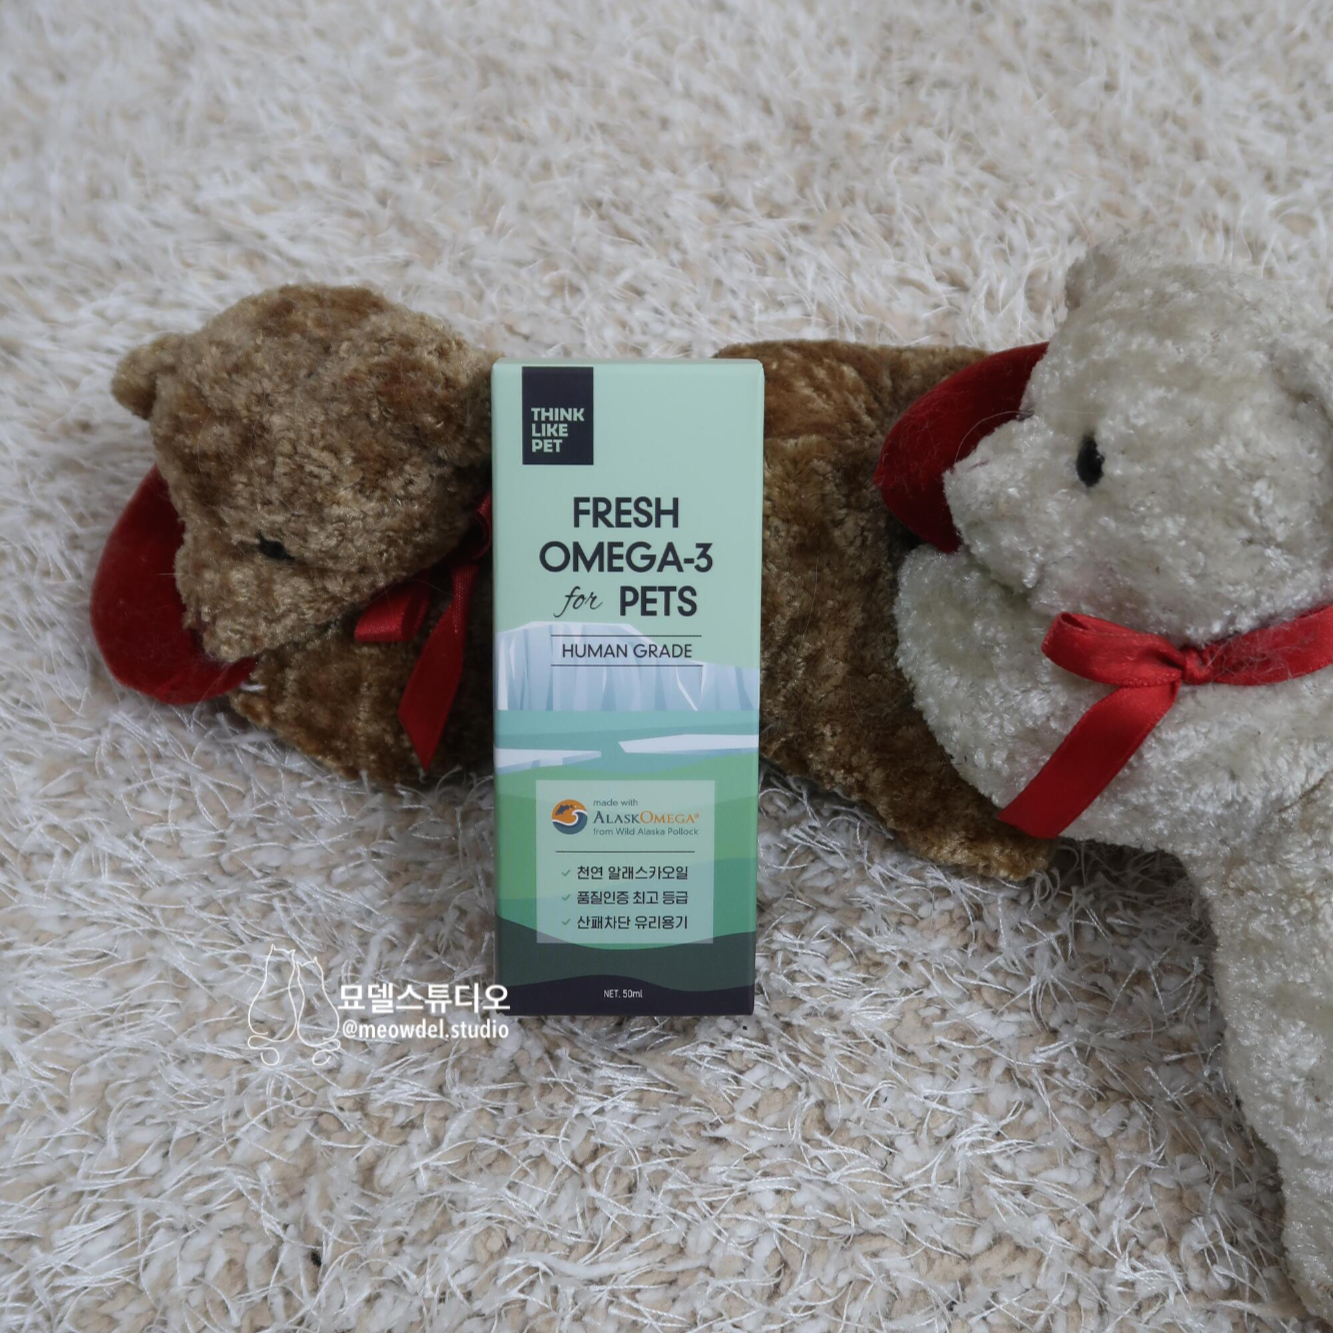 THINK
LIKE
PET
FRESH
OMEGA-3
for PETS
HUMAN GRADE
made with
ALASKOMEGA®
from Wild Alaska Pollock
천연 알래스카오일
품질인증 최고 등급
산패차단 유리용기
NET. 50ml
묘델스튜디오
@meowdel.studio